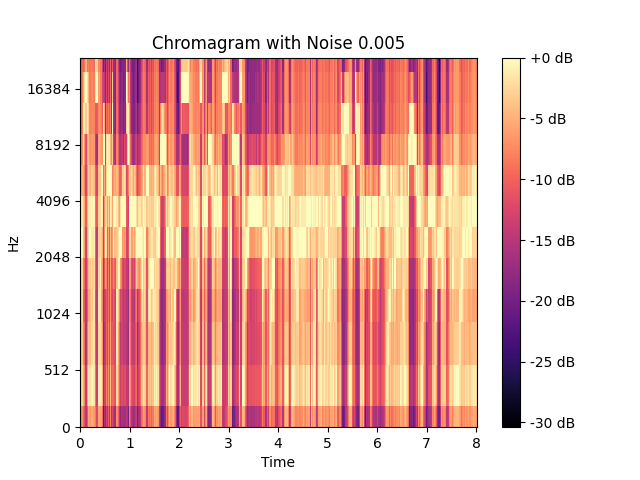 Chromagram with Noise 0.005
Hz
16384
8192
4096
2048
1024
512
0
0 1 2 3 4 5 6 7 8
Time
+0 dB
-5 dB
-10 dB
-15 dB
-20 dB
-25 dB
-30 dB